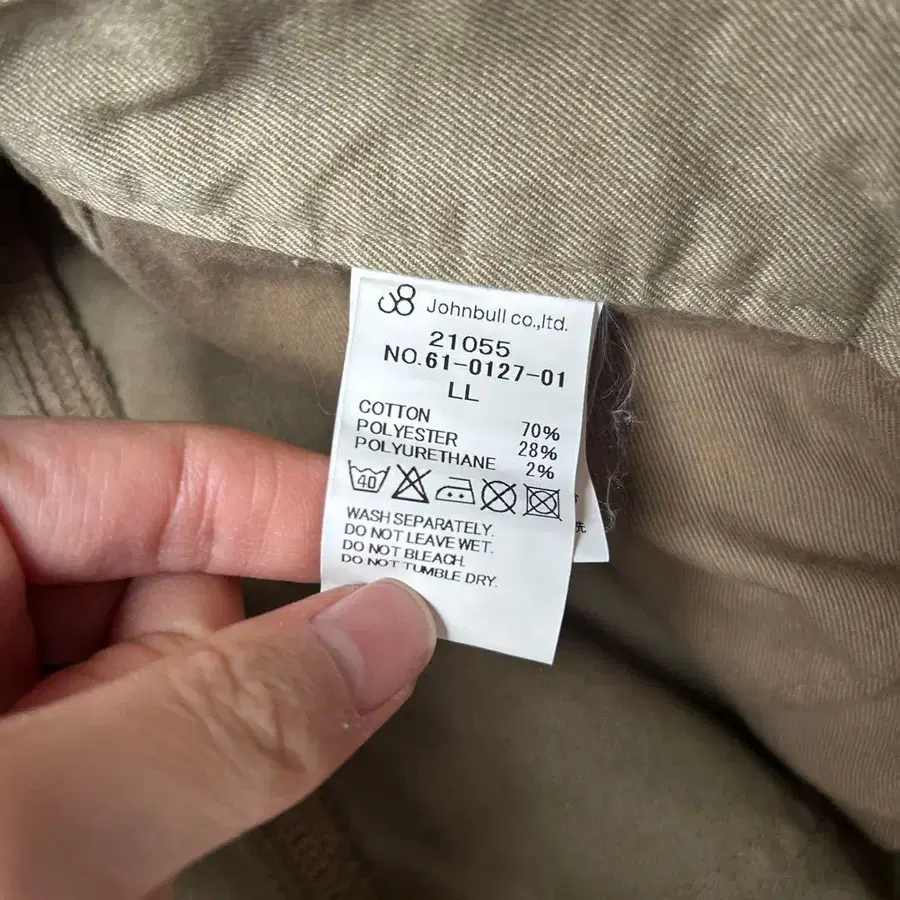 Johnbull co.,ltd.
21055
NO.61-0127-01
LL
COTTON 70%
POLYESTER 28%
POLYURETHANE 2%
40
WASH SEPARATELY.
DO NOT LEAVE WET.
DO NOT BLEACH.
DO NOT TUMBLE DRY.
洗